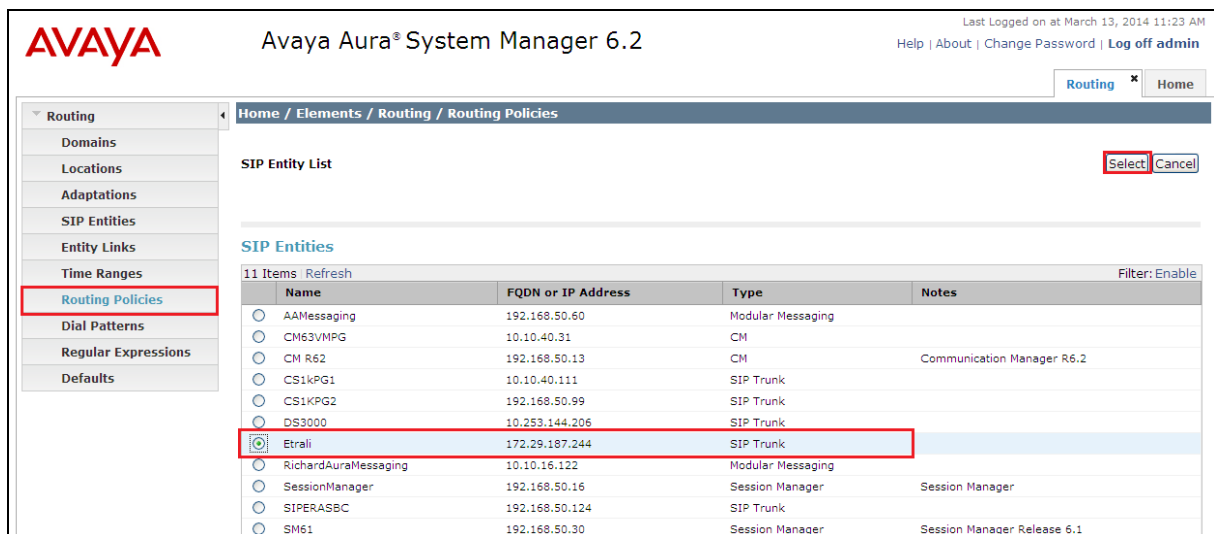 Last Logged on at March 13, 2014 11:23 AM
AVAYA
Avaya Aura® System Manager 6.2
Help | About | Change Password | Log off admin
Routing × Home
Routing
Domains
Locations
Adaptations
SIP Entities
Entity Links
Time Ranges
Routing Policies
Dial Patterns
Regular Expressions
Defaults
Home / Elements / Routing / Routing Policies
SIP Entity List
Select Cancel
SIP Entities
11 Items | Refresh Filter: Enable
Name FQDN or IP Address Type Notes
AAMessaging 192.168.50.60 Modular Messaging
CM63VMPG 10.10.40.31 CM
CM R62 192.168.50.13 CM Communication Manager R6.2
CS1kPG1 10.10.40.111 SIP Trunk
CS1KPG2 192.168.50.99 SIP Trunk
DS3000 10.253.144.206 SIP Trunk
Etrali 172.29.187.244 SIP Trunk
RichardAuraMessaging 10.10.16.122 Modular Messaging
SessionManager 192.168.50.16 Session Manager Session Manager
SIPERASBC 192.168.50.124 SIP Trunk
SM61 192.168.50.30 Session Manager Session Manager Release 6.1